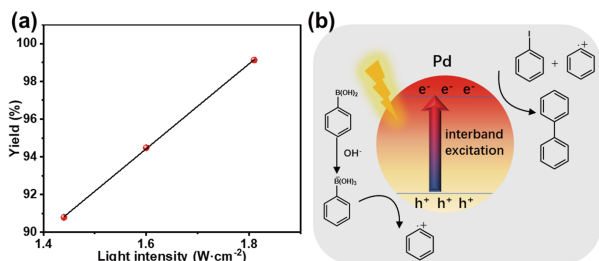 (a)
100
98
96
94
92
90
1.4
1.6
1.8
Yield (%)
Light intensity (W·cm⁻²)
(b)
Pd
e⁻ e⁻ e⁻
interband
excitation
h⁺ h⁺ h⁺
B(OH)₂
OH⁻
B̄(OH)₃
·+
I
+
·+